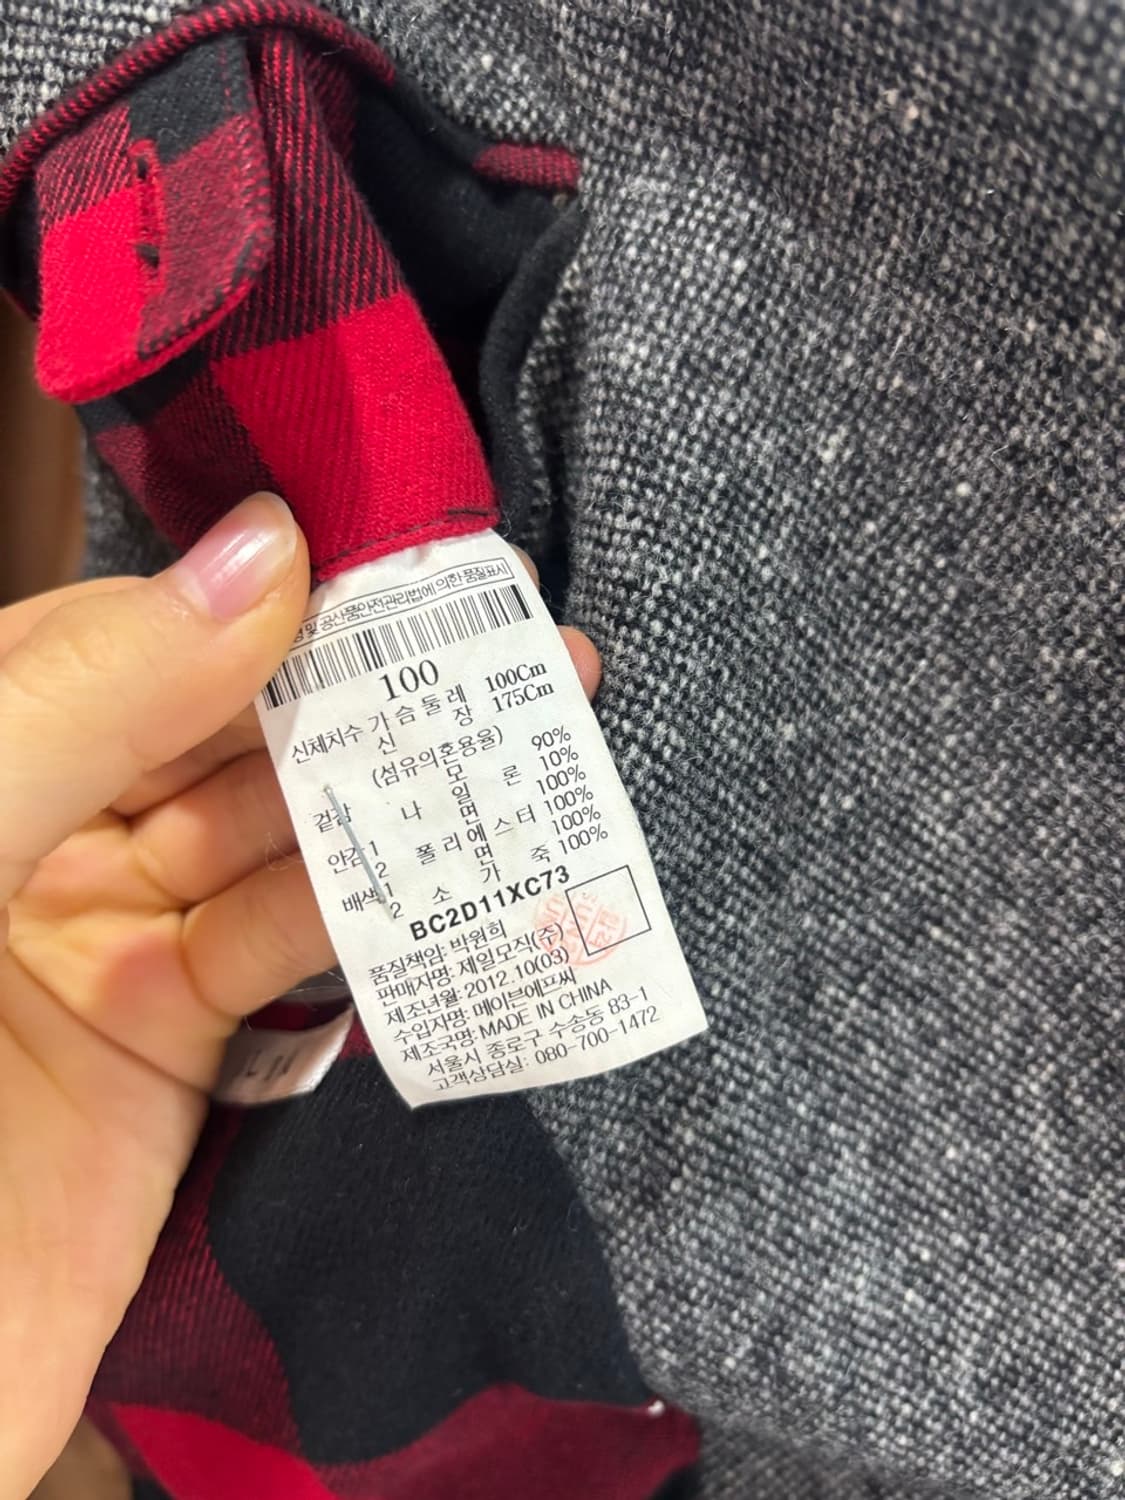 및 공산품안전관리법에 의한 품질표시
100
신체치수 가슴둘레 100Cm
신 장 175Cm
(섬유의혼용율)
겉감 모 90%
나 일 론 10%
안감 1 면 100%
2 폴리에스터 100%
배색 1 면 100%
2 소 가 죽 100%
BC2D11XC73
품질책임: 박원희
판매자명: 제일모직(주)
제조년월: 2012.10(03)
수입자명: 메이븐에프씨
제조국명: MADE IN CHINA
서울시 종로구 수송동 83-1
고객상담실: 080-700-1472